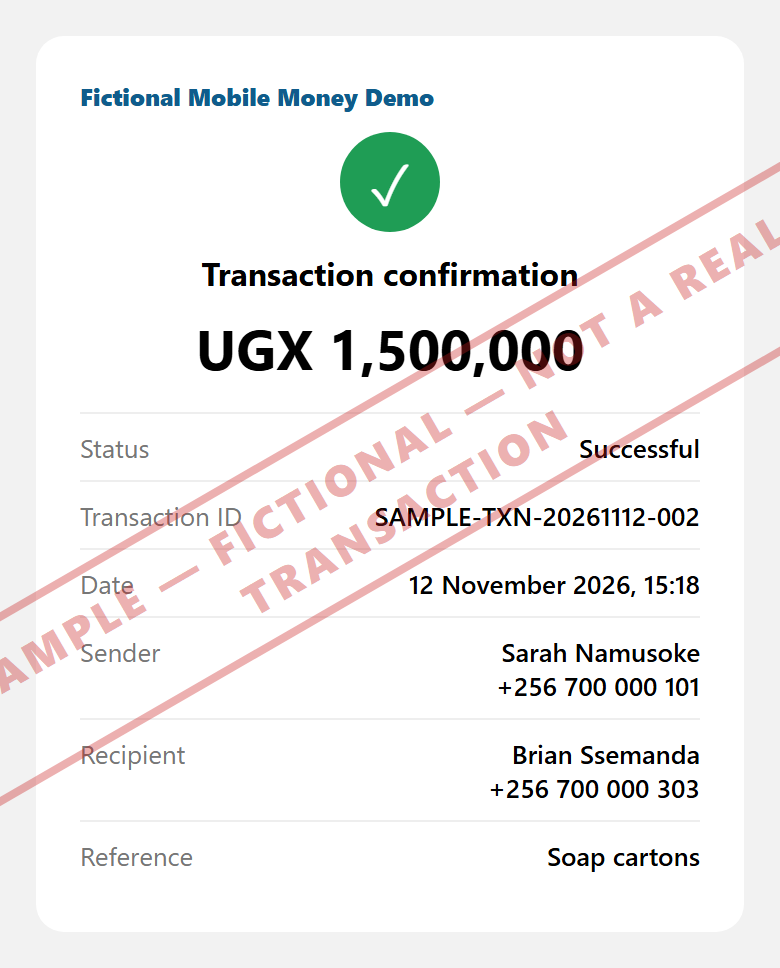 Fictional Mobile Money Demo
✓
Transaction confirmation
UGX 1,500,000
Status Successful
Transaction ID SAMPLE-TXN-20261112-002
Date 12 November 2026, 15:18
Sender Sarah Namusoke
+256 700 000 101
Recipient Brian Ssemanda
+256 700 000 303
Reference Soap cartons
AMPLE — FICTIONAL — NOT A REAL
TRANSACTION